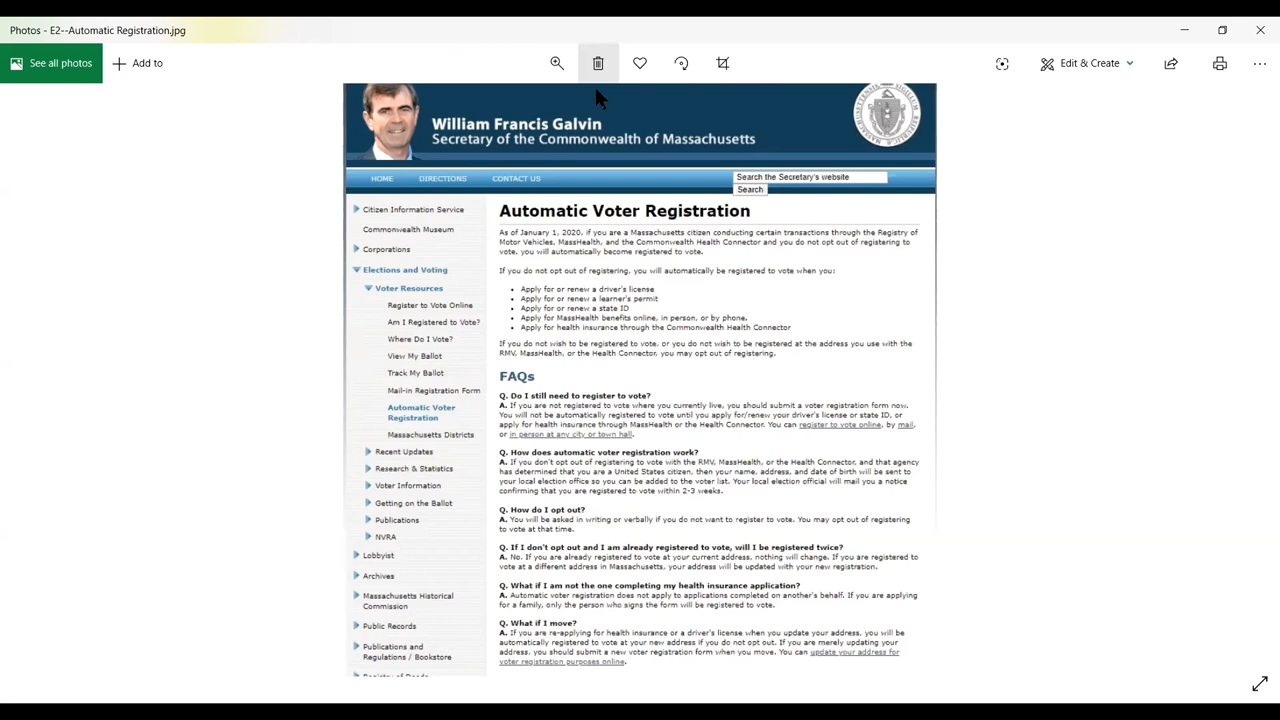 Photos - E2--Automatic Registration.jpg
See all photos
Add to
Edit & Create
William Francis Galvin
Secretary of the Commonwealth of Massachusetts
HOME
DIRECTIONS
CONTACT US
Search the Secretary's website
Search
Citizen Information Service
Commonwealth Museum
Corporations
Elections and Voting
Voter Resources
Register to Vote Online
Am I Registered to Vote?
Where Do I Vote?
View My Ballot
Track My Ballot
Mail-in Registration Form
Automatic Voter
Registration
Massachusetts Districts
Recent Updates
Research & Statistics
Voter Information
Getting on the Ballot
Publications
NVRA
Lobbyist
Archives
Massachusetts Historical
Commission
Public Records
Publications and
Regulations / Bookstore
Automatic Voter Registration
As of January 1, 2020, if you are a Massachusetts citizen conducting certain transactions through the Registry of
Motor Vehicles, MassHealth, and the Commonwealth Health Connector and you do not opt out of registering to
vote, you will automatically become registered to vote.
If you do not opt out of registering, you will automatically be registered to vote when you:
• Apply for or renew a driver's license
• Apply for or renew a learner's permit
• Apply for or renew a state ID
• Apply for MassHealth benefits online, in person, or by phone,
• Apply for health insurance through the Commonwealth Health Connector
If you do not wish to be registered to vote, or you do not wish to be registered at the address you use with the
RMV, MassHealth, or the Health Connector, you may opt out of registering.
FAQs
Q. Do I still need to register to vote?
A. If you are not registered to vote where you currently live, you should submit a voter registration form now.
You will not be automatically registered to vote until you apply for/renew your driver's license or state ID, or
apply for health insurance through MassHealth or the Health Connector. You can register to vote online, by mail,
or in person at any city or town hall.
Q. How does automatic voter registration work?
A. If you don't opt out of registering to vote with the RMV, MassHealth, or the Health Connector, and that agency
has determined that you are a United States citizen, then your name, address, and date of birth will be sent to
your local election office so you can be added to the voter list. Your local election official will mail you a notice
confirming that you are registered to vote within 2-3 weeks.
Q. How do I opt out?
A. You will be asked in writing or verbally if you do not want to register to vote. You may opt out of registering
to vote at that time.
Q. If I don't opt out and I am already registered to vote, will I be registered twice?
A. No. If you are already registered to vote at your current address, nothing will change. If you are registered to
vote at a different address in Massachusetts, your address will be updated with your new registration.
Q. What if I am not the one completing my health insurance application?
A. Automatic voter registration does not apply to applications completed on another's behalf. If you are applying
for a family, only the person who signs the form will be registered to vote.
Q. What if I move?
A. If you are re-applying for health insurance or a driver's license when you update your address, you will be
automatically registered to vote at your new address if you do not opt out. If you are merely updating your
address, you should submit a new voter registration form when you move. You can update your address for
voter registration purposes online.